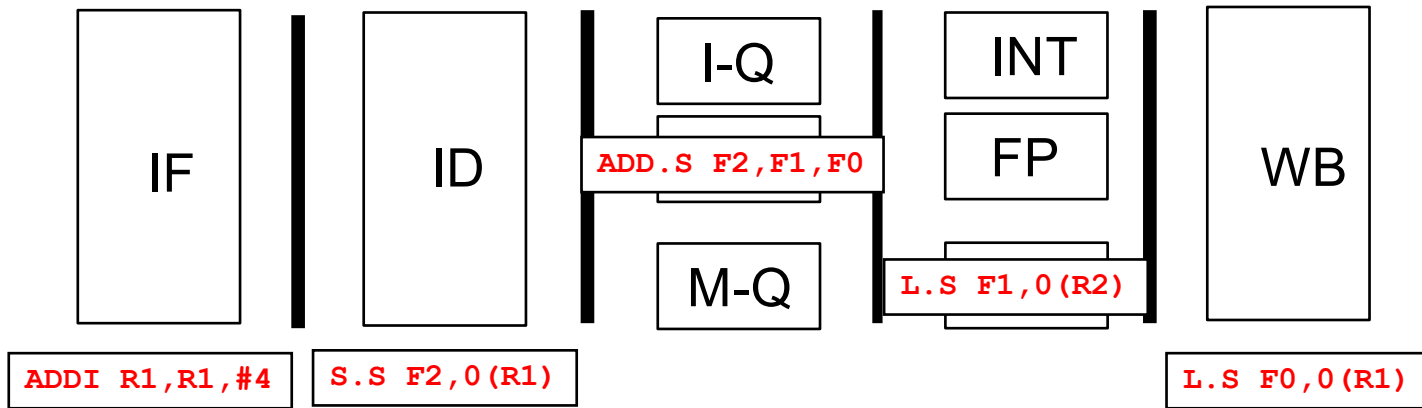 IF
ID
I-Q
ADD.S F2,F1,F0
M-Q
INT
FP
L.S F1,0(R2)
WB
ADDI R1,R1,#4
S.S F2,0(R1)
L.S F0,0(R1)